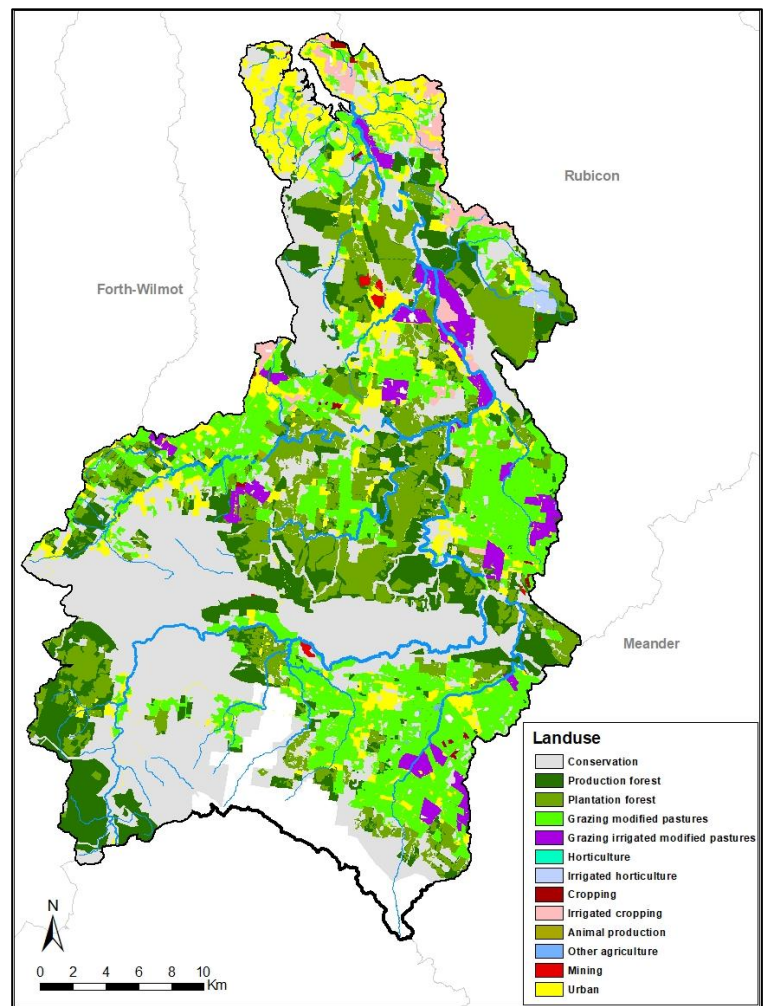 Rubicon
Forth-Wilmot
Meander
Landuse
Conservation
Production forest
Plantation forest
Grazing modified pastures
Grazing irrigated modified pastures
Horticulture
Irrigated horticulture
Cropping
Irrigated cropping
Animal production
Other agriculture
Mining
Urban
N
0 2 4 6 8 10
Km